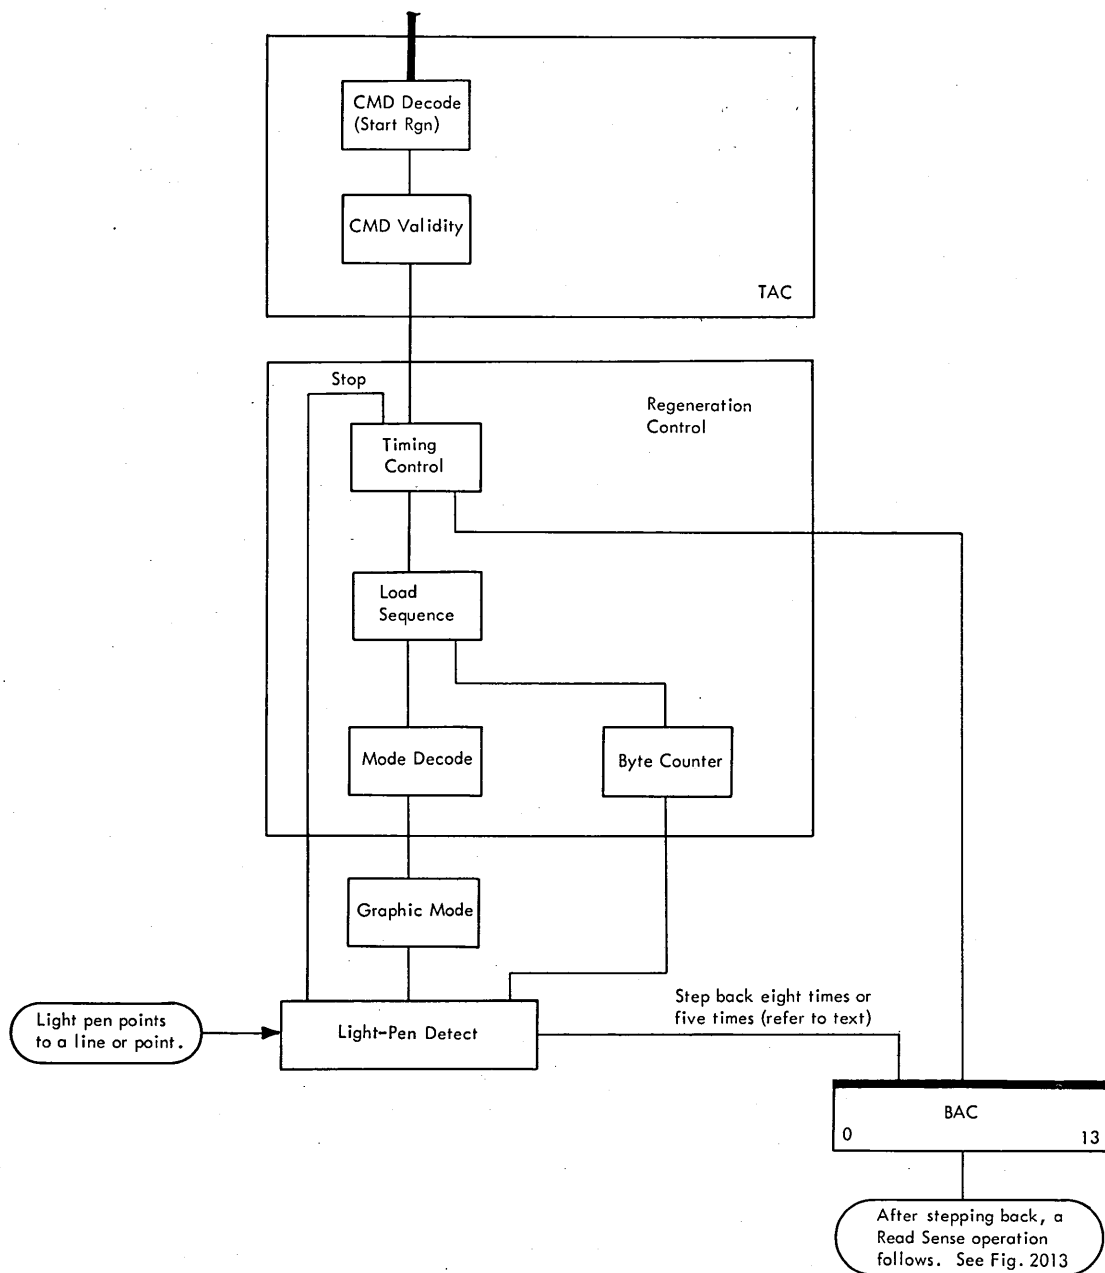 CMD Decode
(Start Rgn)
CMD Validity
TAC
Stop
Regeneration
Control
Timing
Control
Load
Sequence
Mode Decode
Byte Counter
Graphic Mode
Step back eight times or
five times (refer to text)
Light pen points
to a line or point.
Light-Pen Detect
BAC
0
13
After stepping back, a
Read Sense operation
follows. See Fig. 2013